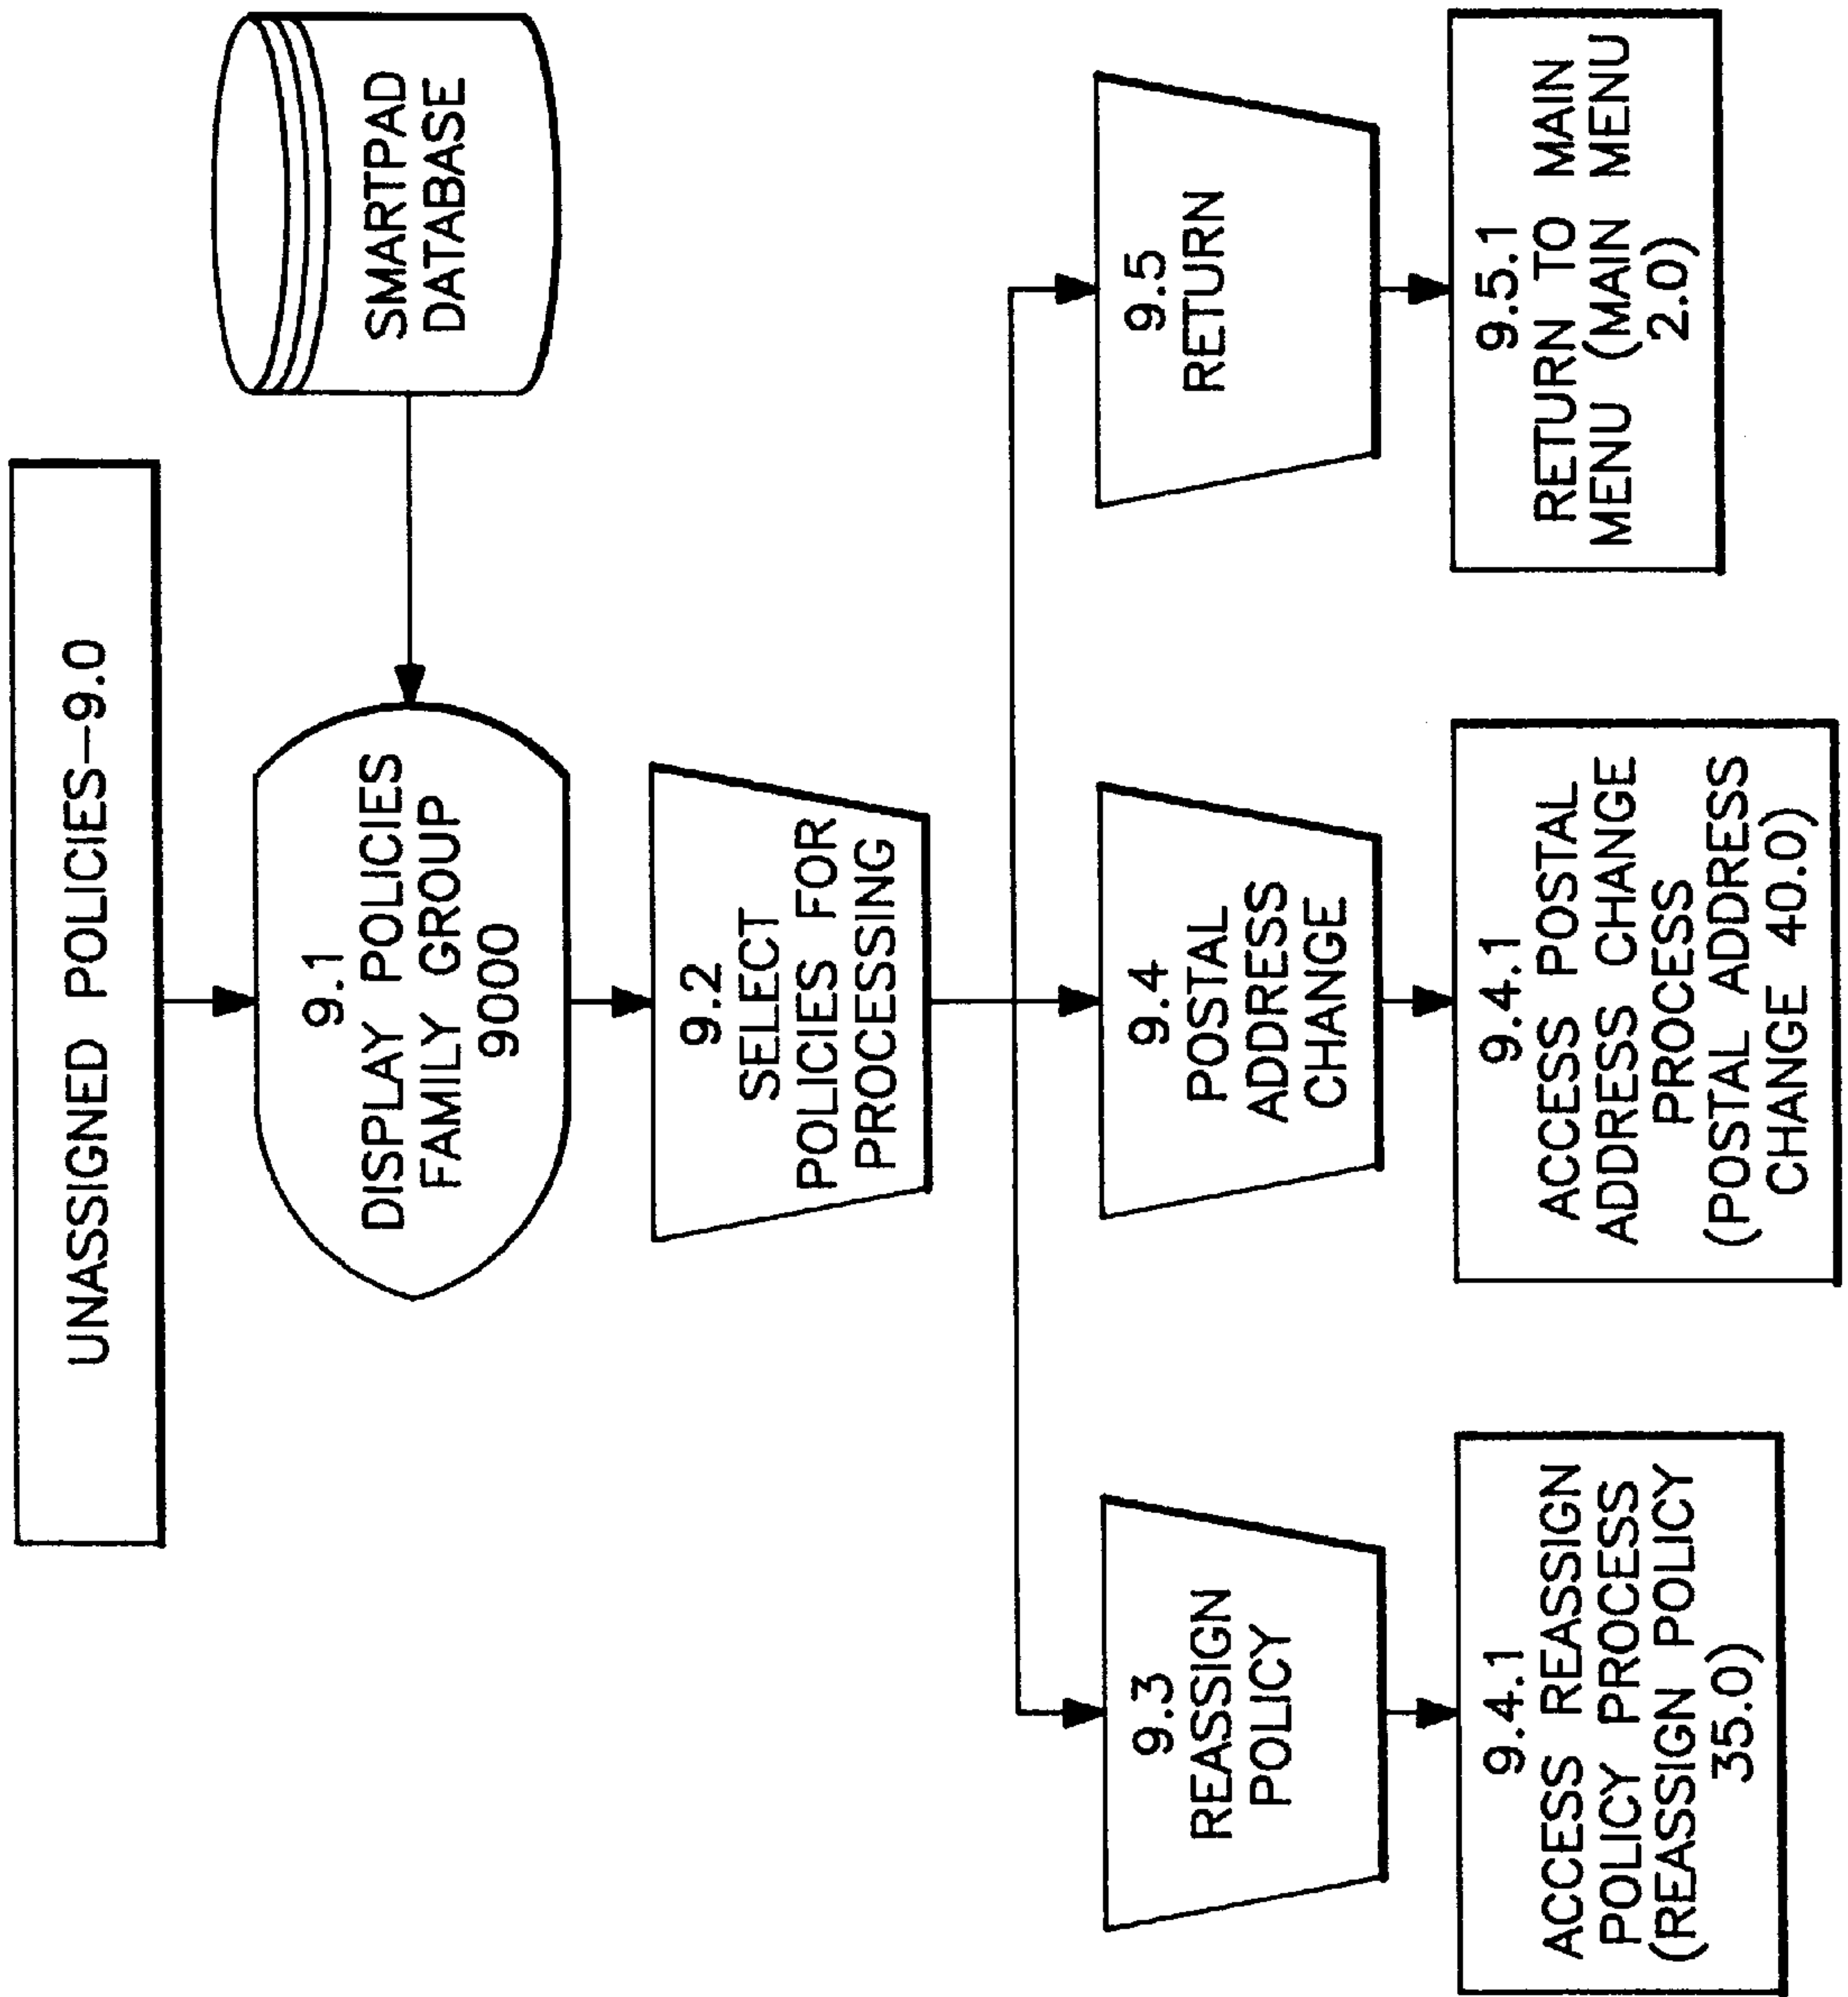 UNASSIGNED POLICIES-9.0
SMARTPAD
DATABASE
9.1
DISPLAY POLICIES
FAMILY GROUP
9000
9.2
SELECT
POLICIES FOR
PROCESSING
9.3
REASSIGN
POLICY
9.4
POSTAL
ADDRESS
CHANGE
9.5
RETURN
9.4.1
ACCESS REASSIGN
POLICY PROCESS
(REASSIGN POLICY
35.0)
9.4.1
ACCESS POSTAL
ADDRESS CHANGE
PROCESS
(POSTAL ADDRESS
CHANGE 40.0)
9.5.1
RETURN TO MAIN
MENU (MAIN MENU
2.0)